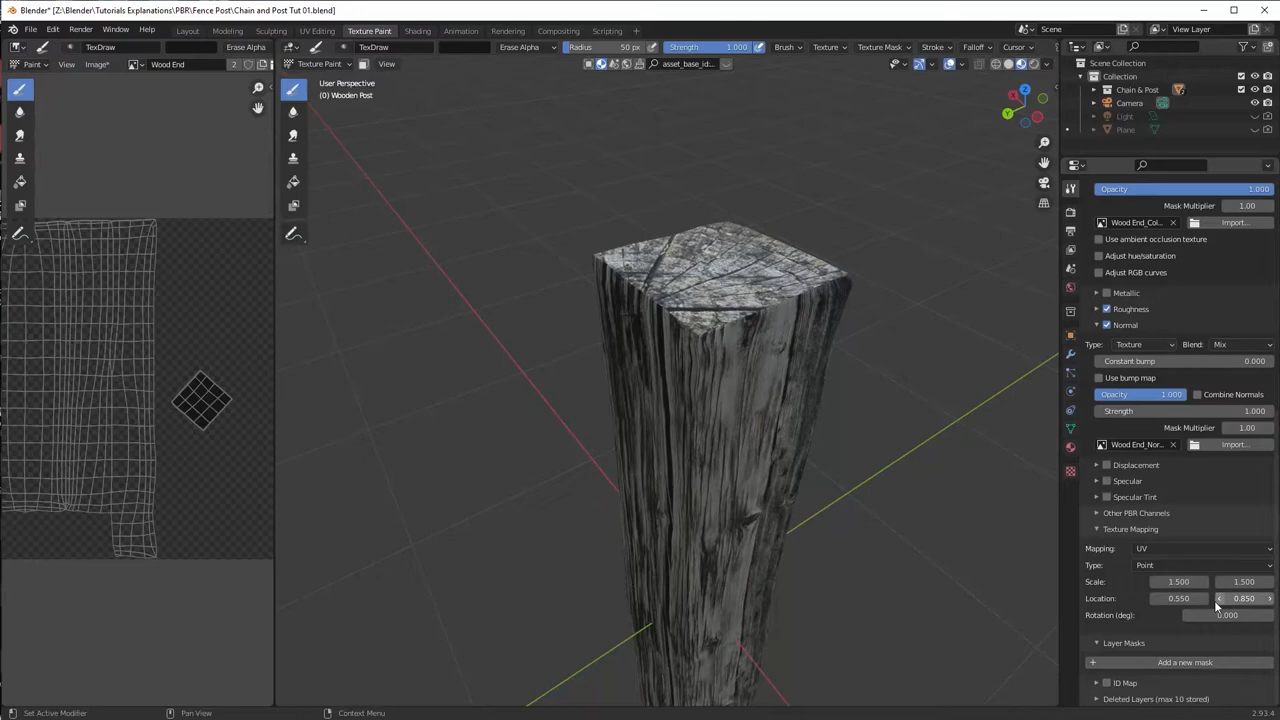 Blender* [Z:\Blender\Tutorials Explanations\PBR\Fence Post\Chain and Post Tut 01.blend]
File Edit Render Window Help Layout Modeling Sculpting UV Editing Texture Paint Shading Animation Rendering Compositing Scripting + Scene View Layer
TexDraw Erase Alpha TexDraw Erase Alpha Radius 50 px Strength 1.000 Brush Texture Texture Mask Stroke Falloff Cursor
Paint View Image* Wood End 2 Texture Paint View asset_base_id:...
Scene Collection
Collection
Chain & Post
Camera
Light
Plane
User Perspective
(0) Wooden Post
X
Y
Z
Opacity 1.000
Mask Multiplier 1.00
Wood End_Col... Import...
Use ambient occlusion texture
Adjust hue/saturation
Adjust RGB curves
Metallic
Roughness
Normal
Type: Texture Blend: Mix
Constant bump 0.000
Use bump map
Opacity 1.000 Combine Normals
Strength 1.000
Mask Multiplier 1.00
Wood End_Nor... Import...
Displacement
Specular
Specular Tint
Other PBR Channels
Texture Mapping
Mapping: UV
Type: Point
Scale: 1.500 1.500
Location: 0.550 0.850
Rotation (deg): 0.000
Layer Masks
Add a new mask
ID Map
Deleted Layers (max 10 stored)
Set Active Modifier Pan View Context Menu 2.93.4